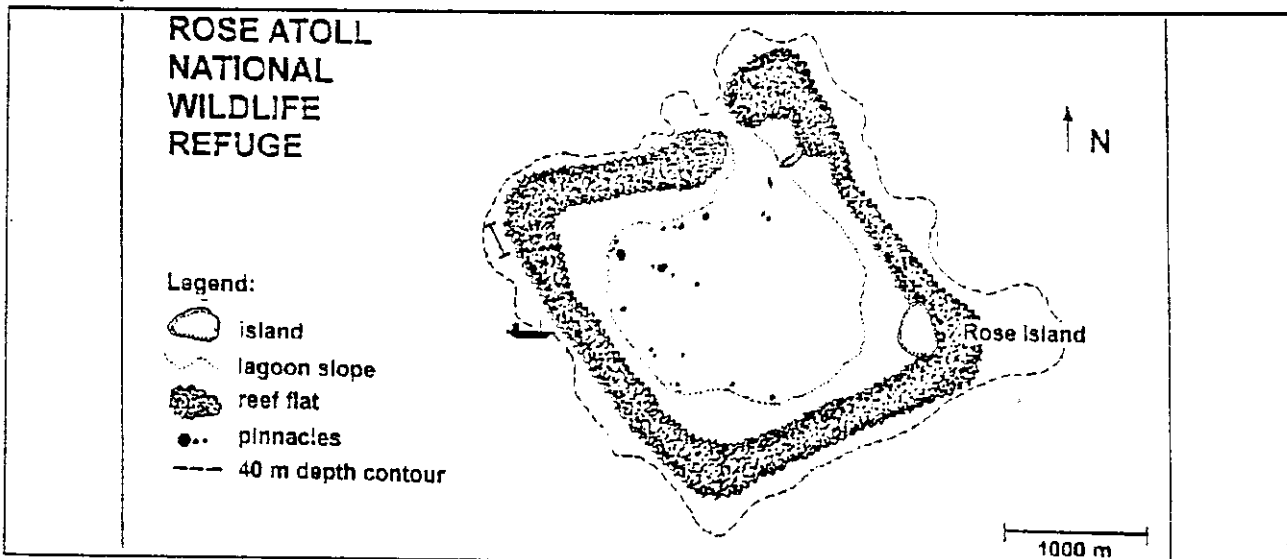 ROSE ATOLL
NATIONAL
WILDLIFE
REFUGE
N
Legend:
island
lagoon slope
reef flat
pinnacles
40 m depth contour
Rose Island
1000 m